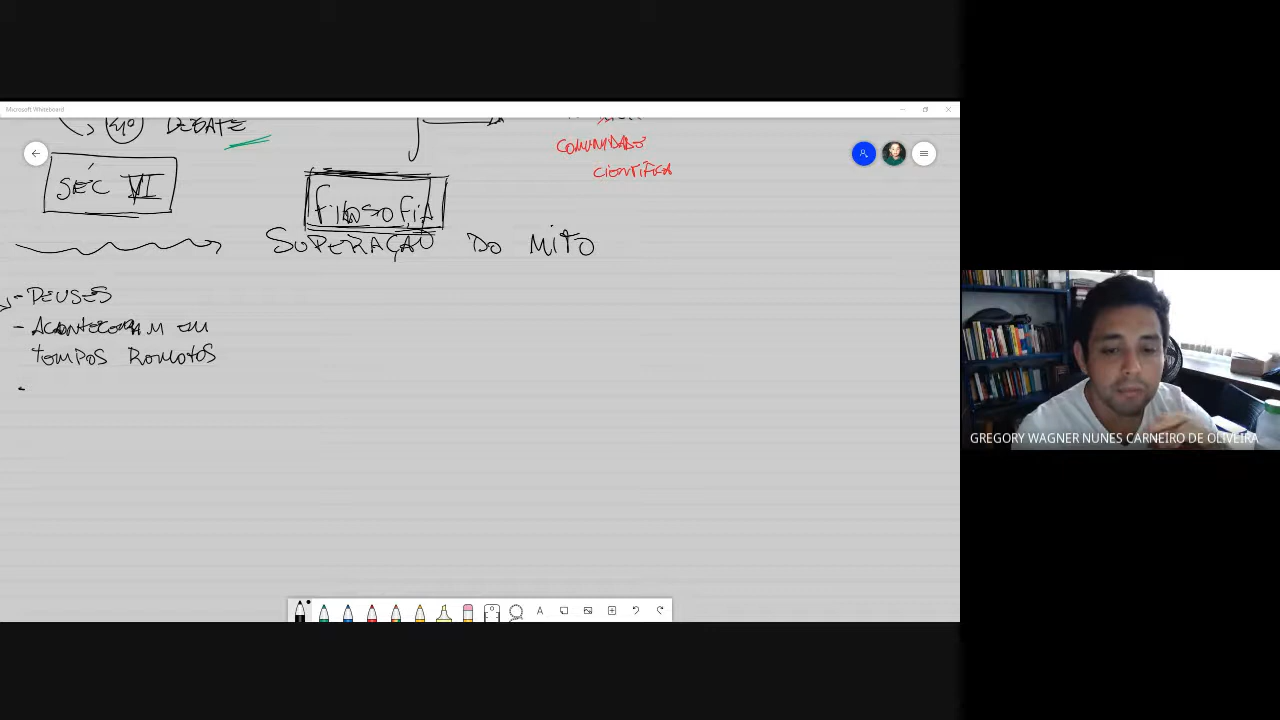 Microsoft Whiteboard
DEBATE
COMUNIDADE
CIENTÍFICA
SÉC VI
FILOSOFIA
SUPERAÇÃO DO MITO
- DEUSES
- ACONTECERAM EM
TEMPOS REMOTOS
-
A
GREGORY WAGNER NUNES CARNEIRO DE OLIVEIRA